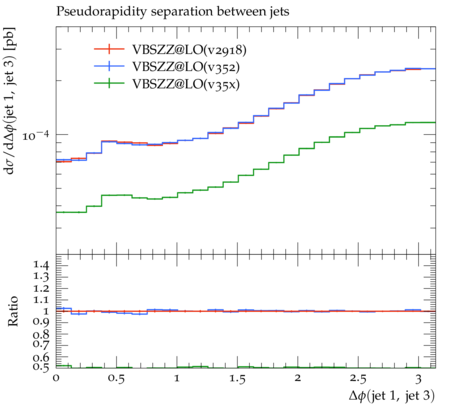 Pseudorapidity separation between jets
dσ/dΔϕ(jet 1, jet 3) [pb]
VBSZZ@LO(v2918)
VBSZZ@LO(v352)
VBSZZ@LO(v35x)
10⁻⁴
Ratio
1.4
1.3
1.2
1.1
1
0.9
0.8
0.7
0.6
0.5
0 0.5 1 1.5 2 2.5 3
Δϕ(jet 1, jet 3)